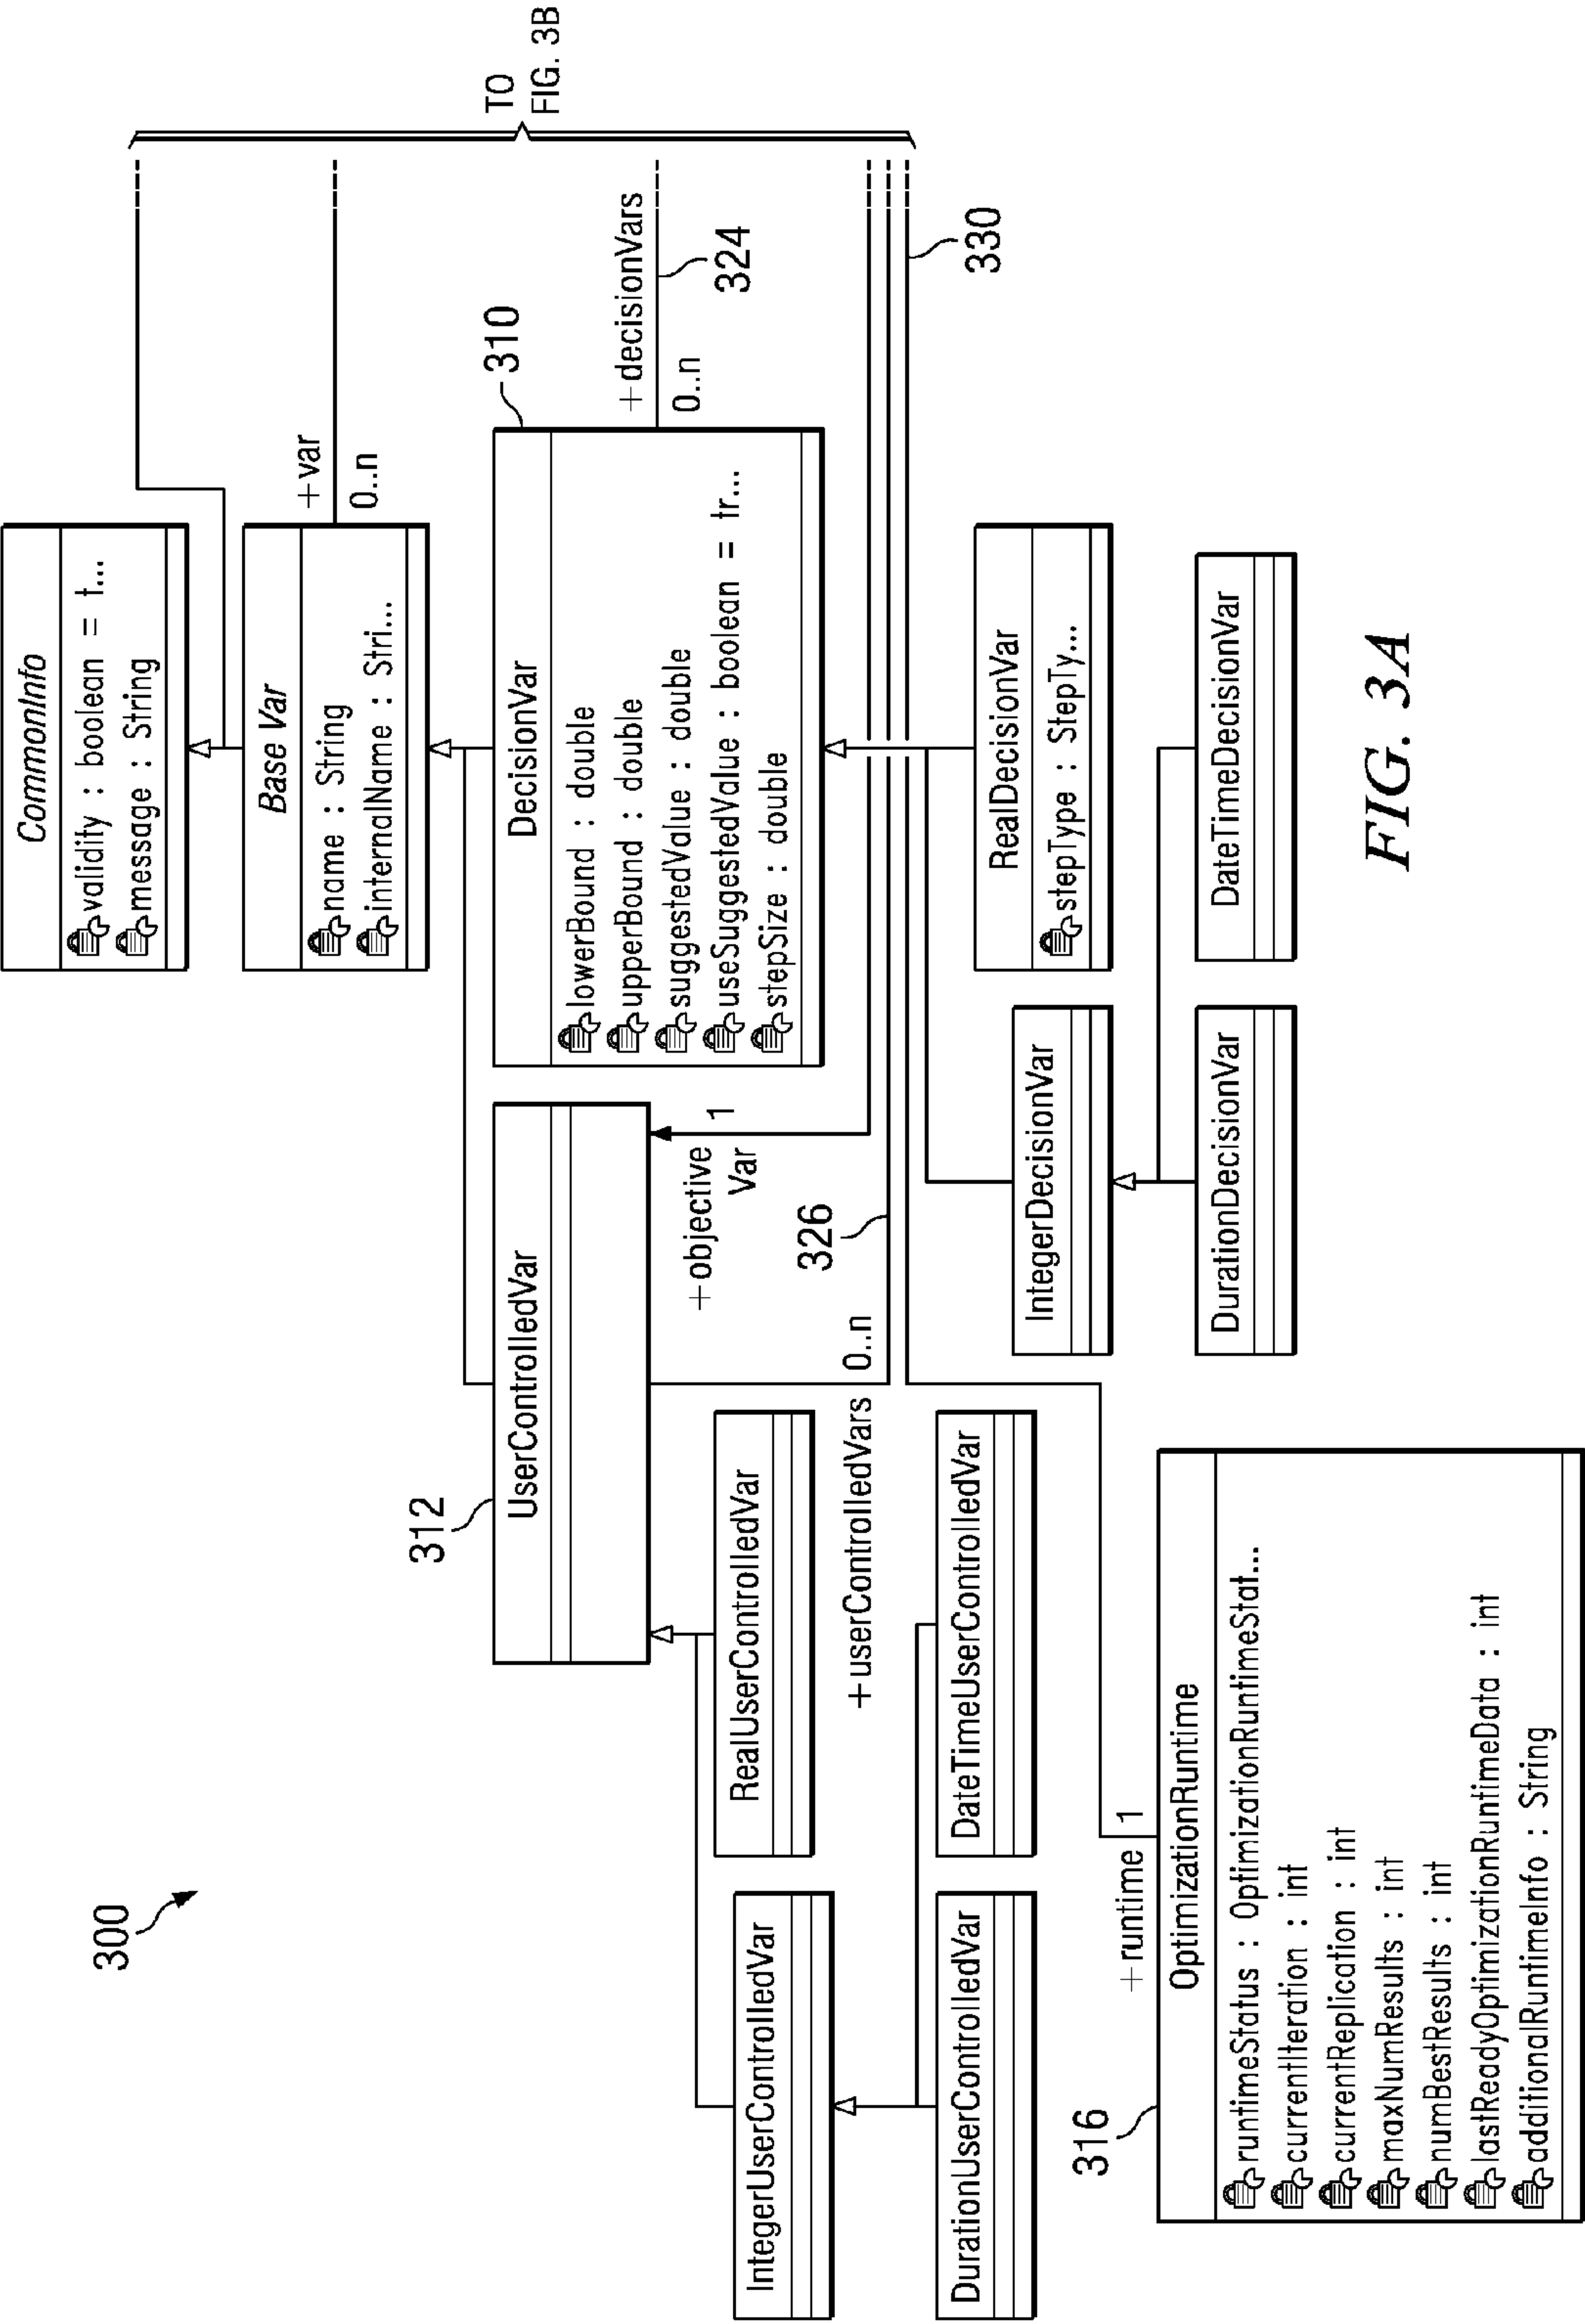 300
CommonInfo
validity : boolean = t...
message : String
Base Var
name : String
internalName : Stri...
+var
0..n
TO
FIG. 3B
312
UserControlledVar
310
DecisionVar
lowerBound : double
upperBound : double
suggestedValue : double
useSuggestedValue : boolean = tr...
stepSize : double
+decisionVars
0..n
324
+objective
Var
1
326
330
IntegerUserControlledVar
RealUserControlledVar
+userControlledVars
0..n
DurationUserControlledVar
DateTimeUserControlledVar
IntegerDecisionVar
RealDecisionVar
stepType : StepTy...
DurationDecisionVar
DateTimeDecisionVar
316
+runtime
1
OptimizationRuntime
runtimeStatus : OptimizationRuntimeStat...
currentIteration : int
currentReplication : int
maxNumResults : int
numBestResults : int
lastReadyOptimizationRuntimeData : int
additionalRuntimeInfo : String
FIG. 3A